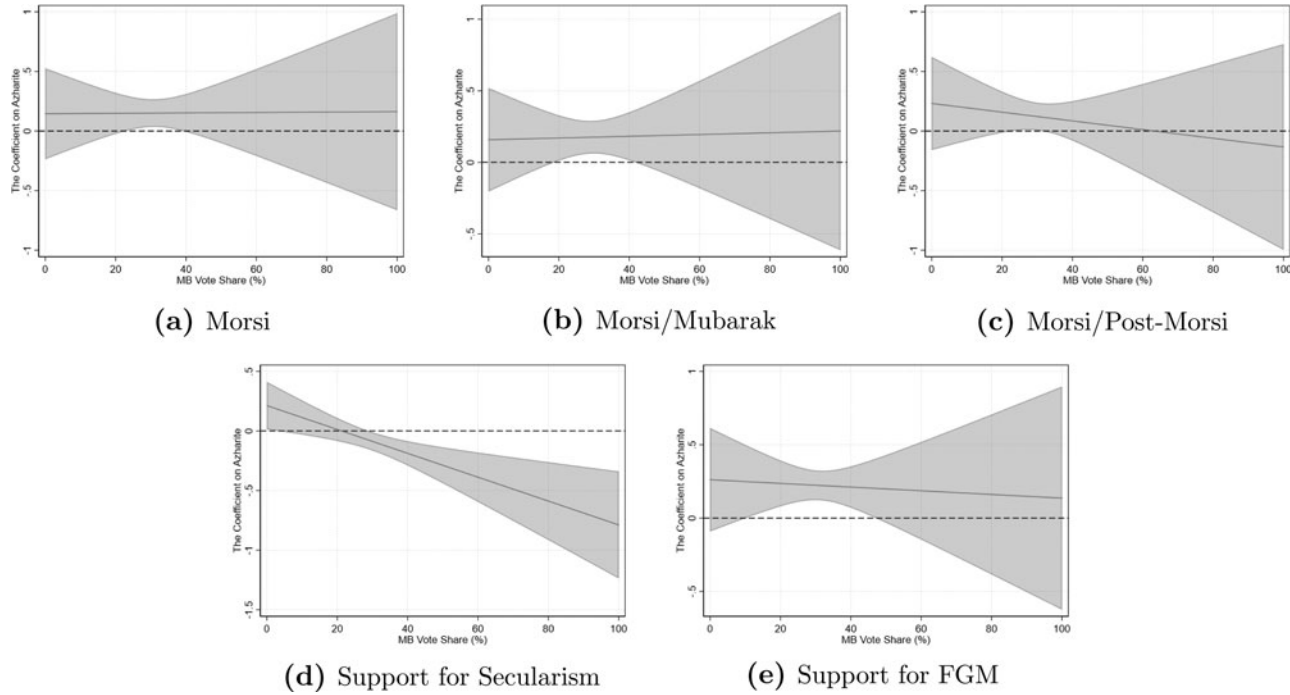 The Coefficient on Azharite
1
.5
0
-.5
-1
0 20 40 60 80 100
MB Vote Share (%)
(a) Morsi
The Coefficient on Azharite
1
.5
0
-.5
0 20 40 60 80 100
MB Vote Share (%)
(b) Morsi/Mubarak
The Coefficient on Azharite
1
.5
0
-.5
-1
0 20 40 60 80 100
MB Vote Share (%)
(c) Morsi/Post-Morsi
The Coefficient on Azharite
.5
0
-.5
-1
-1.5
0 20 40 60 80 100
MB Vote Share (%)
(d) Support for Secularism
The Coefficient on Azharite
1
.5
0
-.5
0 20 40 60 80 100
MB Vote Share (%)
(e) Support for FGM